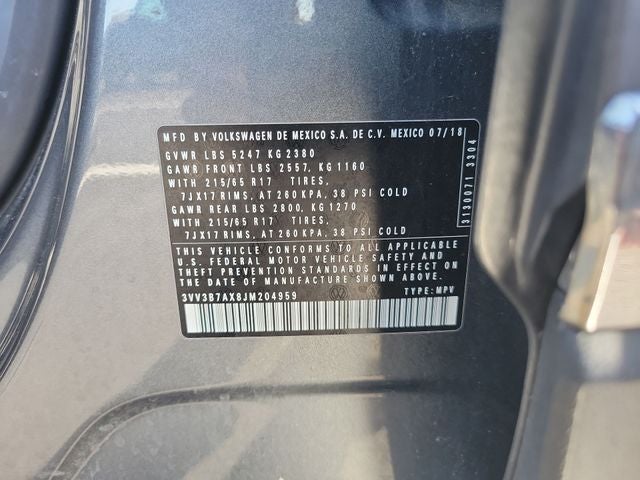 MFD BY VOLKSWAGEN DE MEXICO S.A. DE C.V. MEXICO 07/18
GVWR LBS 5247 KG 2380
GAWR FRONT LBS 2557, KG 1160
WITH 215/65 R17 TIRES,
7JX17 RIMS, AT 260 KPA, 38 PSI COLD
GAWR REAR LBS 2800, KG 1270
WITH 215/65 R17 TIRES,
7JX17 RIMS, AT 260 KPA, 38 PSI COLD
THIS VEHICLE CONFORMS TO ALL APPLICABLE
U.S. FEDERAL MOTOR VEHICLE SAFETY AND
THEFT PREVENTION STANDARDS IN EFFECT ON
THE DATE OF MANUFACTURE SHOWN ABOVE.
3VV3B7AX8JM204959 TYPE: MPV
3130071 3304